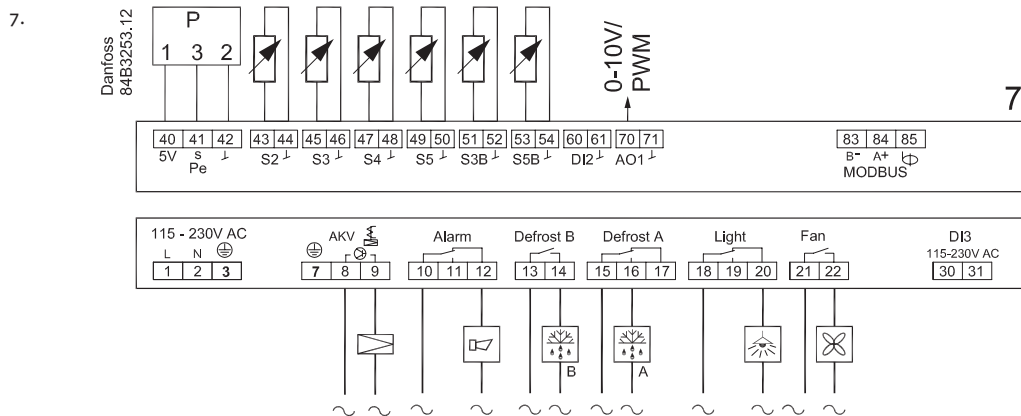 7.
Danfoss
84B3253.12
P
1 3 2
0-10V/
PWM
7
40 41 42 43 44 45 46 47 48 49 50 51 52 53 54 60 61 70 71 83 84 85
5V s S2 S3 S4 S5 S3B S5B DI2 AO1 B- A+
Pe MODBUS
115 - 230V AC AKV Alarm Defrost B Defrost A Light Fan DI3
L N 115-230V AC
1 2 3 7 8 9 10 11 12 13 14 15 16 17 18 19 20 21 22 30 31
B A